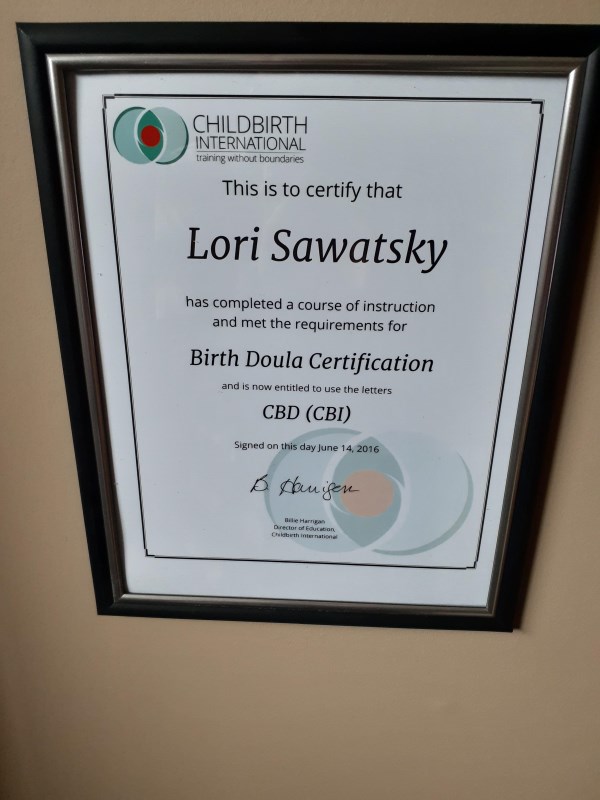 CHILDBIRTH
INTERNATIONAL
training without boundaries
This is to certify that
Lori Sawatsky
has completed a course of instruction
and met the requirements for
Birth Doula Certification
and is now entitled to use the letters
CBD (CBI)
Signed on this day June 14, 2016
B. Harrigan
Billie Harrigan
Director of Education,
Childbirth International